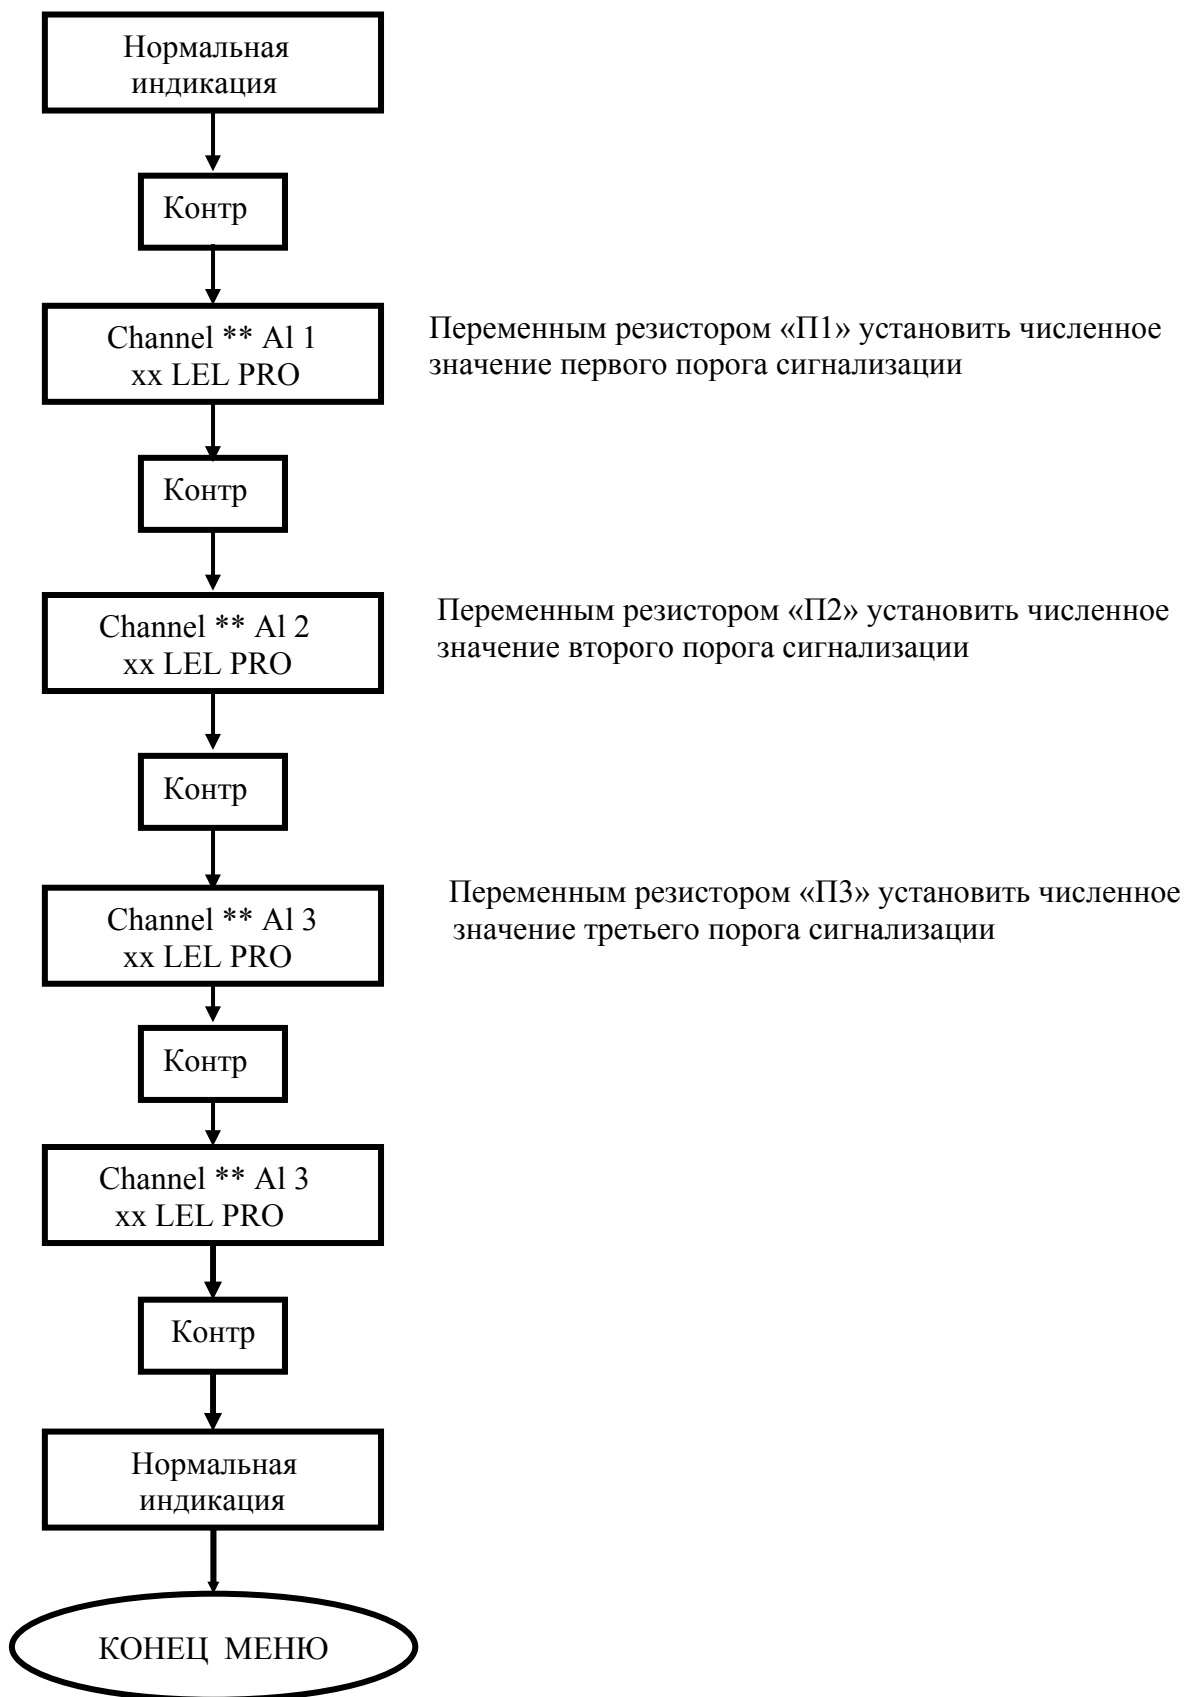 Нормальная
индикация
Контр
Channel ** Al 1
xx LEL PRO
Переменным резистором «П1» установить численное
значение первого порога сигнализации
Контр
Channel ** Al 2
xx LEL PRO
Переменным резистором «П2» установить численное
значение второго порога сигнализации
Контр
Channel ** Al 3
xx LEL PRO
Переменным резистором «П3» установить численное
значение третьего порога сигнализации
Контр
Channel ** Al 3
xx LEL PRO
Контр
Нормальная
индикация
КОНЕЦ МЕНЮ